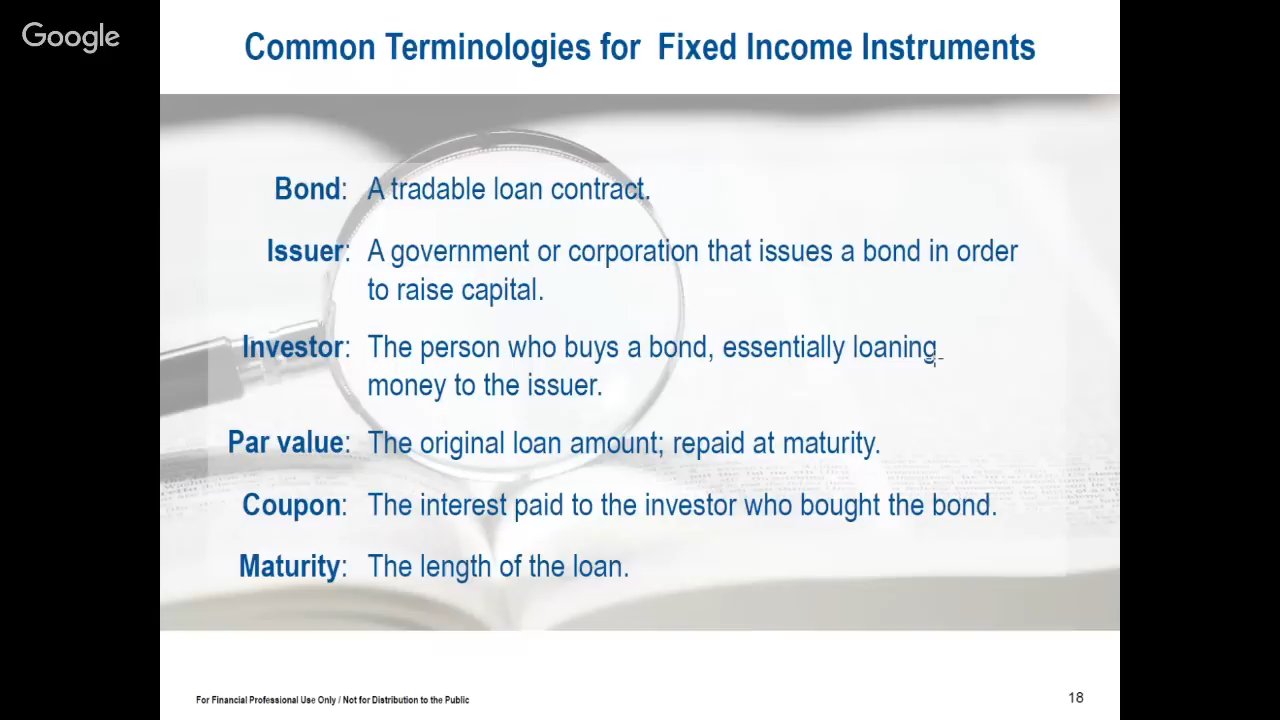 Google
Common Terminologies for Fixed Income Instruments
Bond: A tradable loan contract.
Issuer: A government or corporation that issues a bond in order
to raise capital.
Investor: The person who buys a bond, essentially loaning
money to the issuer.
Par value: The original loan amount; repaid at maturity.
Coupon: The interest paid to the investor who bought the bond.
Maturity: The length of the loan.
For Financial Professional Use Only / Not for Distribution to the Public
18